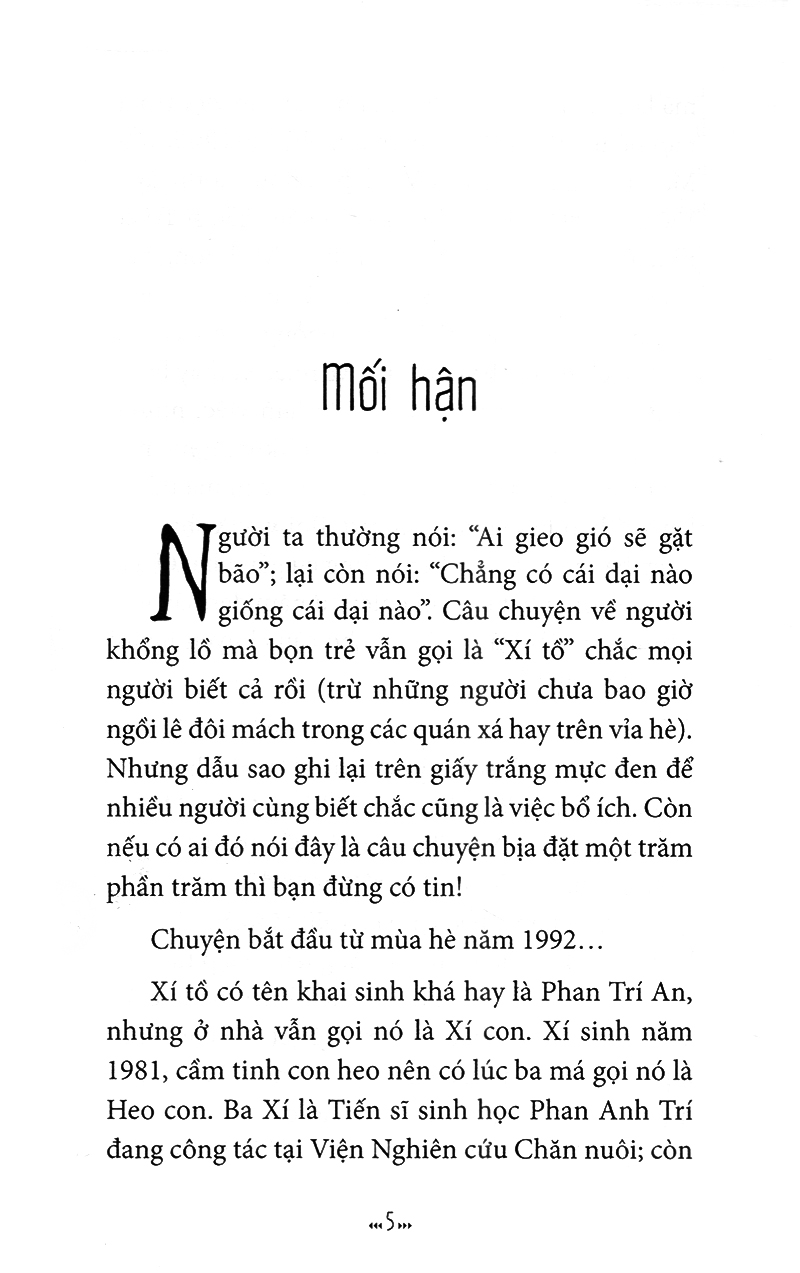 Mối hận
Người ta thường nói: “Ai gieo gió sẽ gặt
bão”; lại còn nói: “Chẳng có cái dại nào
giống cái dại nào”. Câu chuyện về người
khổng lồ mà bọn trẻ vẫn gọi là “Xí tồ” chắc mọi
người biết cả rồi (trừ những người chưa bao giờ
ngồi lê đôi mách trong các quán xá hay trên vỉa hè).
Nhưng dẫu sao ghi lại trên giấy trắng mực đen để
nhiều người cùng biết chắc cũng là việc bổ ích. Còn
nếu có ai đó nói đây là câu chuyện bịa đặt một trăm
phần trăm thì bạn đừng có tin!
Chuyện bắt đầu từ mùa hè năm 1992...
Xí tồ có tên khai sinh khá hay là Phan Trí An,
nhưng ở nhà vẫn gọi nó là Xí con. Xí sinh năm
1981, cầm tinh con heo nên có lúc ba má gọi nó là
Heo con. Ba Xí là Tiến sĩ sinh học Phan Anh Trí
đang công tác tại Viện Nghiên cứu Chăn nuôi; còn
5